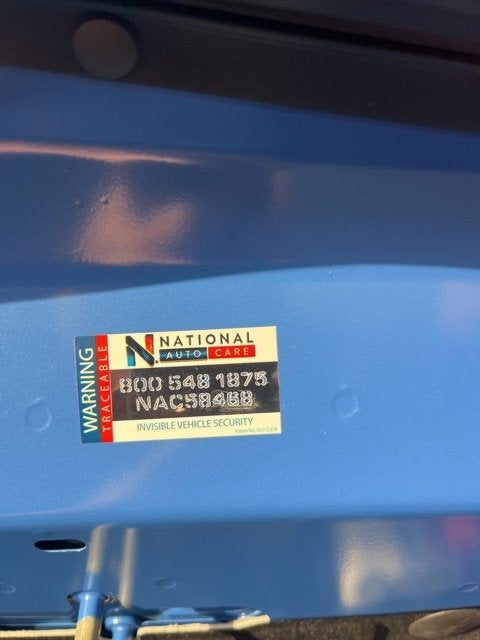 WARNING
TRACEABLE
N. NATIONAL
AUTO CARE
800 548 1875
NAC58468
INVISIBLE VEHICLE SECURITY